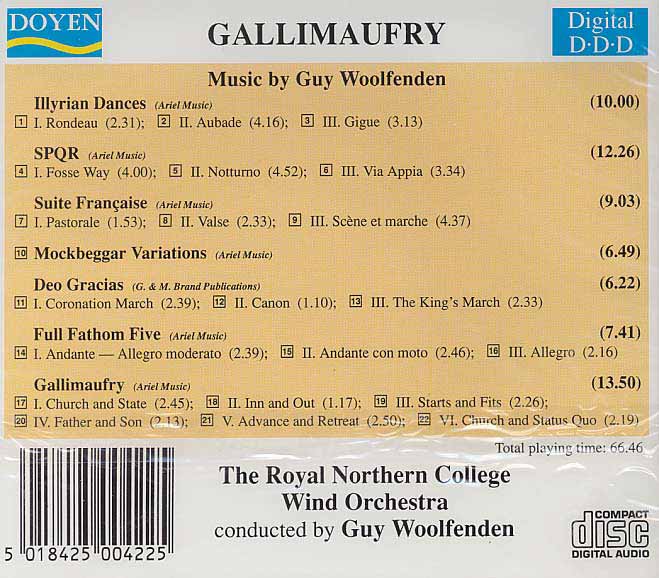 DOYEN
GALLIMAUFRY
Digital
D·D·D
Music by Guy Woolfenden
Illyrian Dances (Ariel Music) (10.00)
1 I. Rondeau (2.31); 2 II. Aubade (4.16); 3 III. Gigue (3.13)
SPQR (Ariel Music) (12.26)
4 I. Fosse Way (4.00); 5 II. Notturno (4.52); 6 III. Via Appia (3.34)
Suite Française (Ariel Music) (9.03)
7 I. Pastorale (1.53); 8 II. Valse (2.33); 9 III. Scène et marche (4.37)
10 Mockbeggar Variations (Ariel Music) (6.49)
Deo Gracias (G. & M. Brand Publications) (6,22)
11 I. Coronation March (2.39); 12 II. Canon (1.10); 13 III. The King's March (2.33)
Full Fathom Five (Ariel Music) (7.41)
14 I. Andante — Allegro moderato (2.39); 15 II. Andante con moto (2.46); 16 III. Allegro (2.16)
Gallimaufry (Ariel Music) (13.50)
17 I. Church and State (2.45); 18 II. Inn and Out (1.17); 19 III. Starts and Fits (2.26);
20 IV. Father and Son (2.13); 21 V. Advance and Retreat (2.50); 22 VI. Church and Status Quo (2.19)
Total playing time: 66.46
The Royal Northern College
Wind Orchestra
conducted by Guy Woolfenden
5 018425 004225
COMPACT
disc
DIGITAL AUDIO